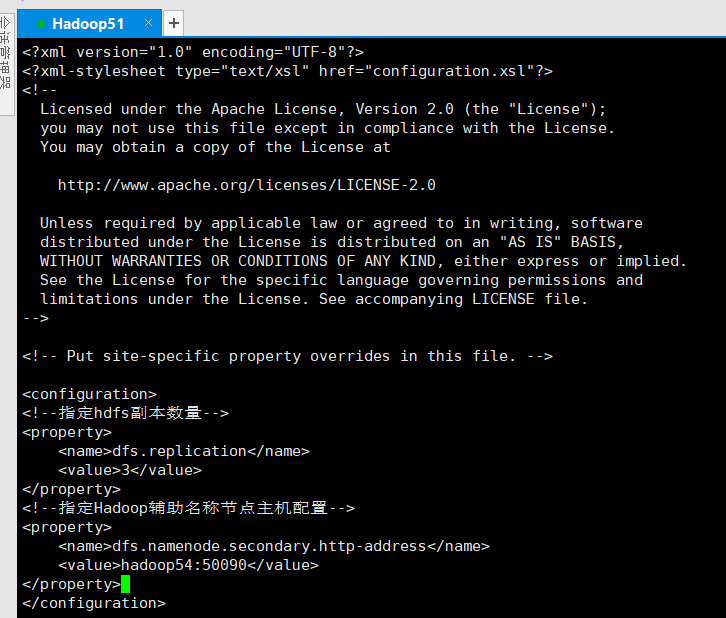 Hadoop51 × +
会话管理器
<?xml version="1.0" encoding="UTF-8"?>
<?xml-stylesheet type="text/xsl" href="configuration.xsl"?>
<!--
  Licensed under the Apache License, Version 2.0 (the "License");
  you may not use this file except in compliance with the License.
  You may obtain a copy of the License at

    http://www.apache.org/licenses/LICENSE-2.0

  Unless required by applicable law or agreed to in writing, software
  distributed under the License is distributed on an "AS IS" BASIS,
  WITHOUT WARRANTIES OR CONDITIONS OF ANY KIND, either express or implied.
  See the License for the specific language governing permissions and
  limitations under the License. See accompanying LICENSE file.
-->

<!-- Put site-specific property overrides in this file. -->

<configuration>
<!--指定hdfs副本数量-->
<property>
    <name>dfs.replication</name>
    <value>3</value>
</property>
<!--指定Hadoop辅助名称节点主机配置-->
<property>
    <name>dfs.namenode.secondary.http-address</name>
    <value>hadoop54:50090</value>
</property>
</configuration>